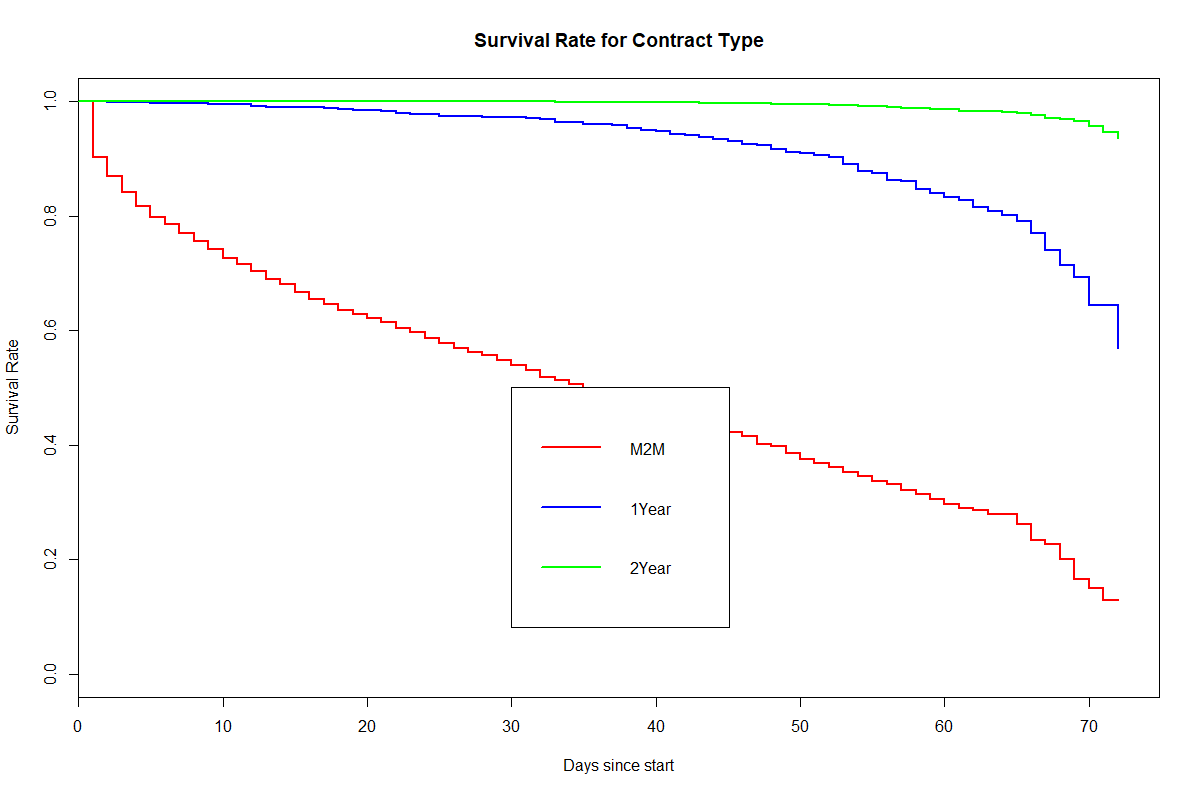 Survival Rate for Contract Type
Survival Rate
1.0
0.8
0.6
0.4
0.2
0.0
M2M
1Year
2Year
0 10 20 30 40 50 60 70
Days since start